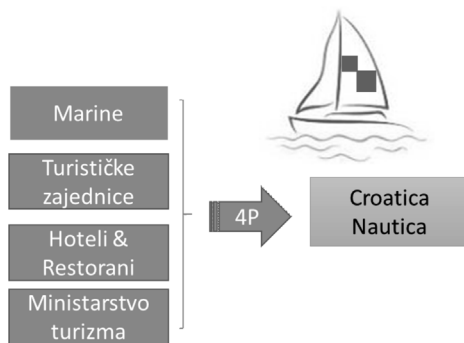 Marine
Turističke
zajednice
Hoteli &
Restorani
Ministarstvo
turizma
4P
Croatica
Nautica